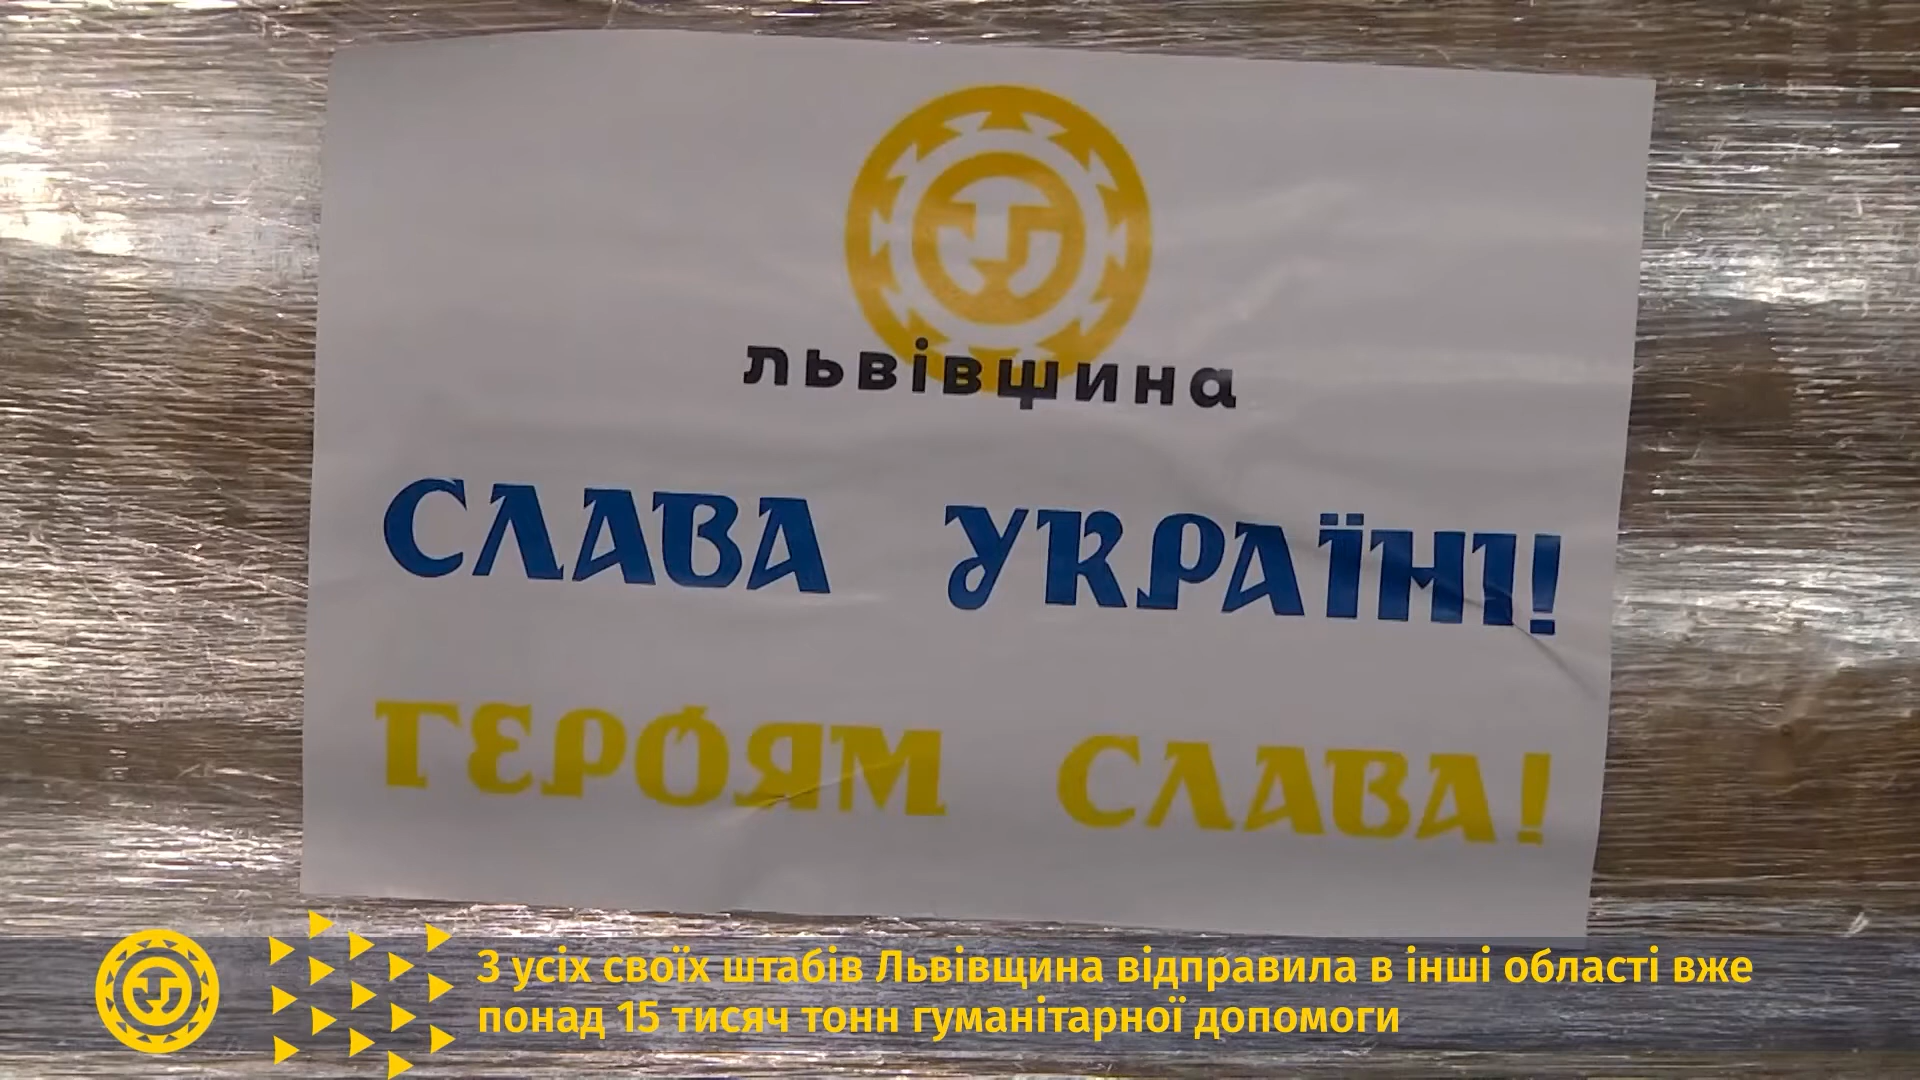 львівщина
СЛАВА УКРАЇНІ!
ГЕРОЯМ СЛАВА!
З усіх своїх штабів Львівщина відправила в інші області вже
понад 15 тисяч тонн гуманітарної допомоги